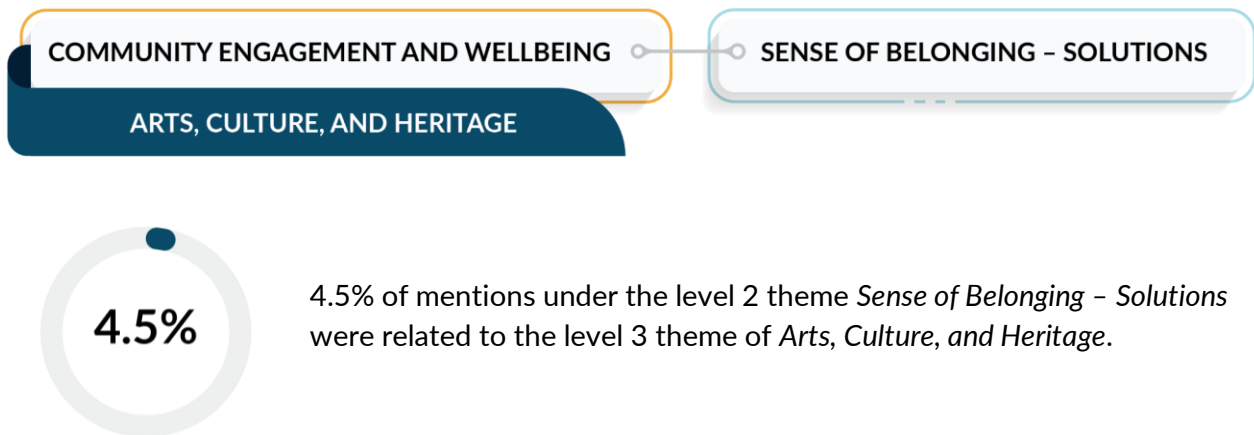 COMMUNITY ENGAGEMENT AND WELLBEING
SENSE OF BELONGING – SOLUTIONS
ARTS, CULTURE, AND HERITAGE
4.5%
4.5% of mentions under the level 2 theme Sense of Belonging – Solutions
were related to the level 3 theme of Arts, Culture, and Heritage.